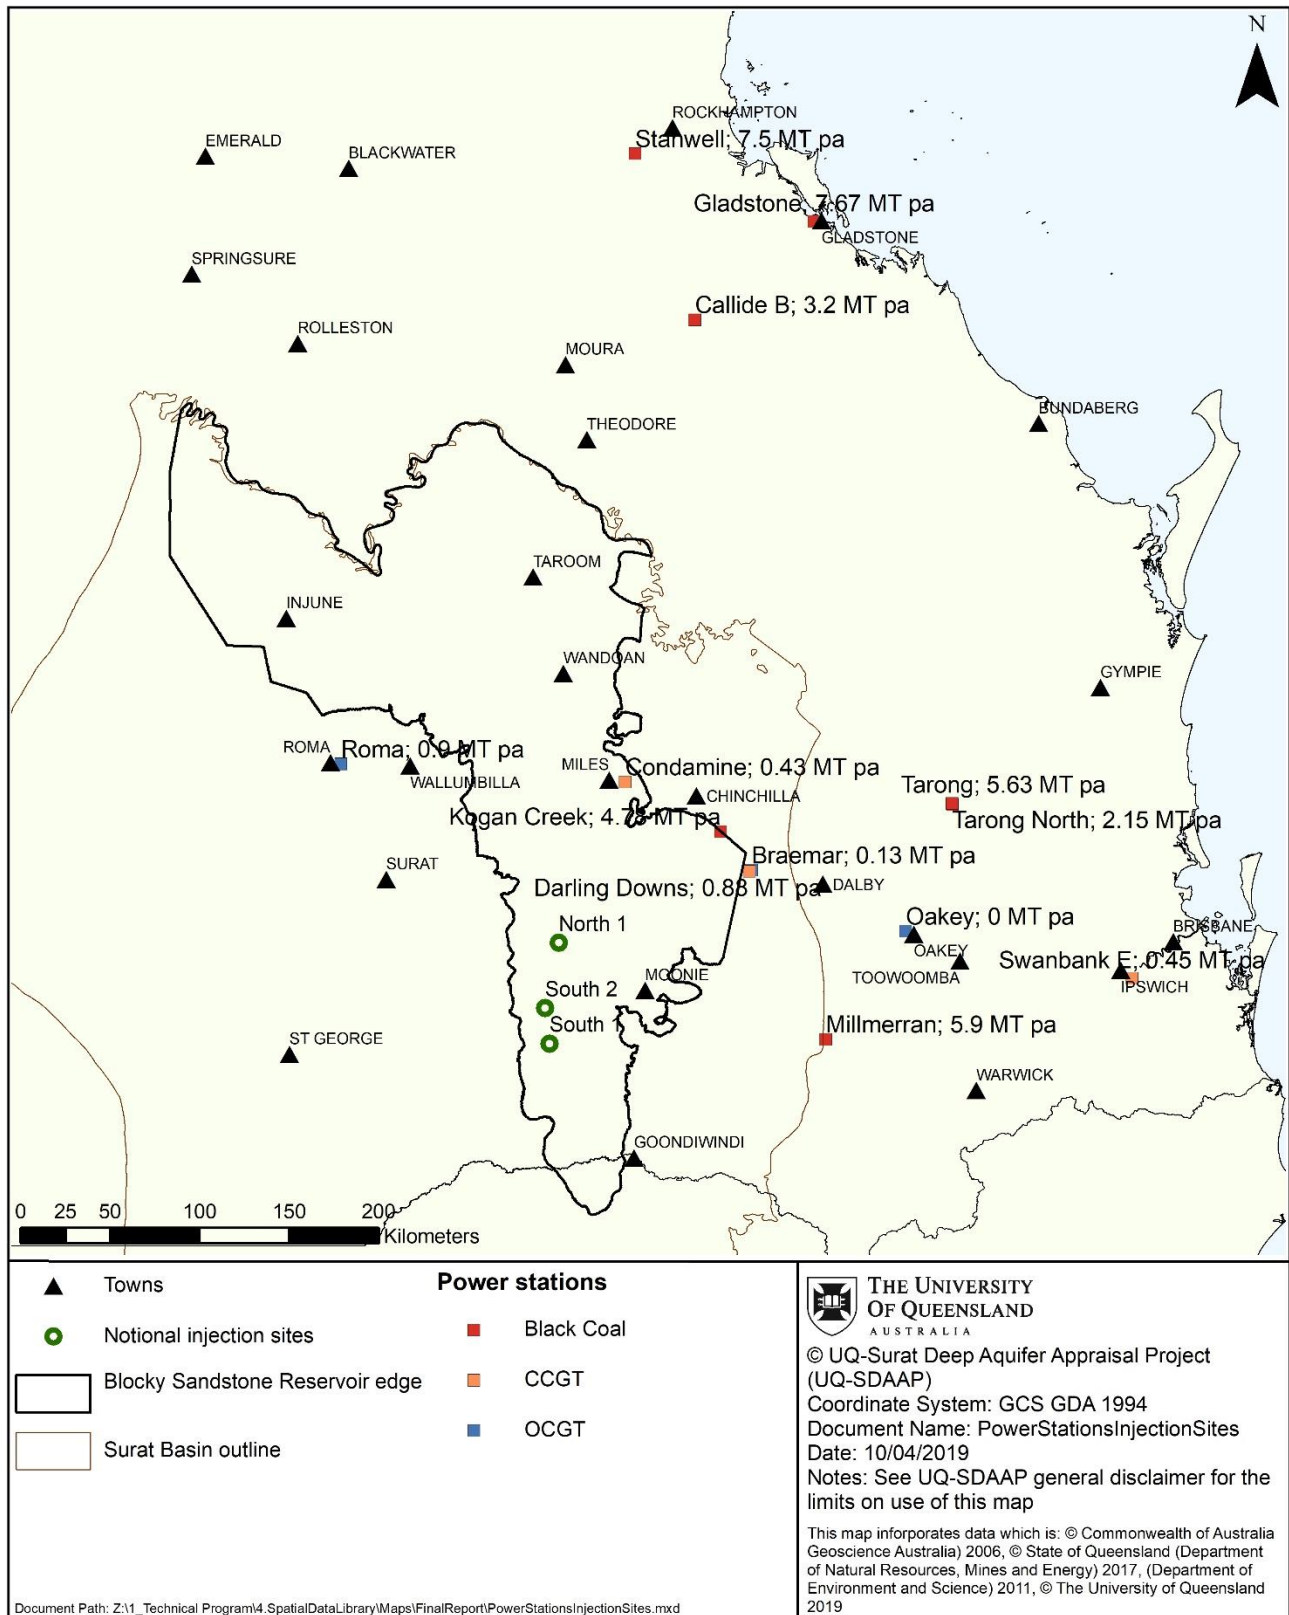 N
ROCKHAMPTON
Stanwell; 7.5 MT pa
EMERALD
BLACKWATER
Gladstone, 7.67 MT pa
GLADSTONE
SPRINGSURE
Callide B; 3.2 MT pa
ROLLESTON
MOURA
BUNDABERG
THEODORE
TAROOM
INJUNE
WANDOAN
GYMPIE
ROMA
Roma; 0.9 MT pa
WALLUMBILLA
MILES
Condamine; 0.43 MT pa
CHINCHILLA
Tarong; 5.63 MT pa
Kogan Creek; 4.78 MT pa
Tarong North; 2.15 MT pa
Braemar; 0.13 MT pa
SURAT
Darling Downs; 0.88 MT pa
DALBY
North 1
Oakey; 0 MT pa
OAKEY
BRISBANE
Swanbank E; 0.45 MT pa
TOOWOOMBA
IPSWICH
MOONIE
South 2
South 1
Millmerran; 5.9 MT pa
ST GEORGE
WARWICK
GOONDIWINDI
0 25 50 100 150 200
Kilometers
Towns
Notional injection sites
Blocky Sandstone Reservoir edge
Surat Basin outline
Power stations
Black Coal
CCGT
OCGT
Document Path: Z:\1_Technical Program\4.SpatialDataLibrary\Maps\FinalReport\PowerStationsInjectionSites.mxd
THE UNIVERSITY
OF QUEENSLAND
AUSTRALIA
© UQ-Surat Deep Aquifer Appraisal Project
(UQ-SDAAP)
Coordinate System: GCS GDA 1994
Document Name: PowerStationsInjectionSites
Date: 10/04/2019
Notes: See UQ-SDAAP general disclaimer for the
limits on use of this map
This map inforporates data which is: © Commonwealth of Australia
Geoscience Australia) 2006, © State of Queensland (Department
of Natural Resources, Mines and Energy) 2017, (Department of
Environment and Science) 2011, © The University of Queensland
2019